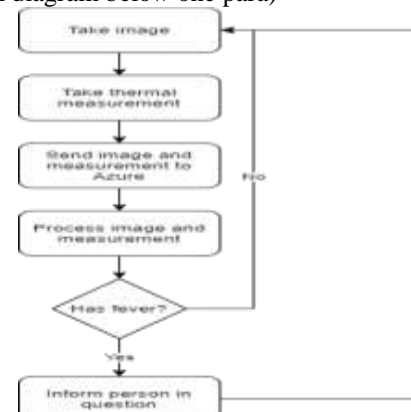 diagram below one para)
Take image
Take thermal
measurement
Send image and
measurement to
Azure
No
Process image and
measurement
Has fever?
Yes
Inform person in
question